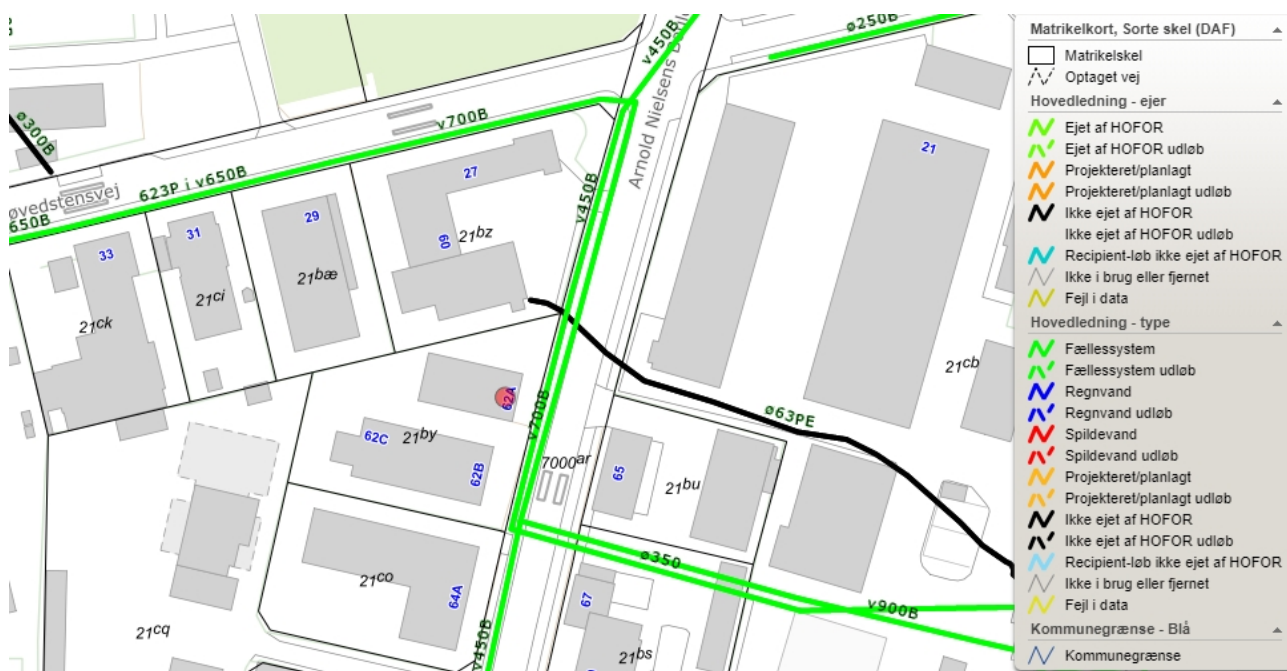 v450B
ø250B
Arnold Nielsens Bou
ø300B
v700B
27
21
623P i v650B
øvedstensvej
650B
v450B
29
31
33
60
21bz
21bæ
21ci
21ck
21cb
62A
v700B
ø63PE
62C
21by
62B
7000ar
65
21bu
ø350
21co
64A
67
v900B
21cq
v450B
21bs
Matrikelkort, Sorte skel (DAF)
Matrikelskel
Optaget vej
Hovedledning - ejer
Ejet af HOFOR
Ejet af HOFOR udløb
Projekteret/planlagt
Projekteret/planlagt udløb
Ikke ejet af HOFOR
Ikke ejet af HOFOR udløb
Recipient-løb ikke ejet af HOFOR
Ikke i brug eller fjernet
Fejl i data
Hovedledning - type
Fællessystem
Fællessystem udløb
Regnvand
Regnvand udløb
Spildevand
Spildevand udløb
Projekteret/planlagt
Projekteret/planlagt udløb
Ikke ejet af HOFOR
Ikke ejet af HOFOR udløb
Recipient-løb ikke ejet af HOFOR
Ikke i brug eller fjernet
Fejl i data
Kommunegrænse - Blå
Kommunegrænse